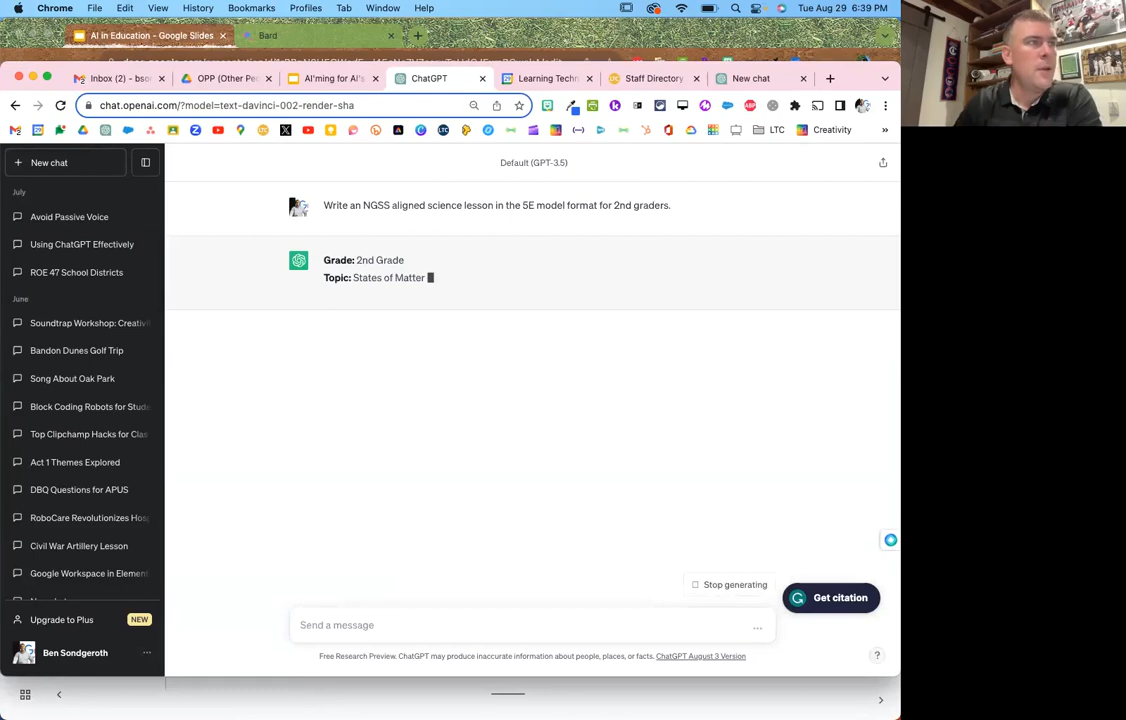 Chrome File Edit View History Bookmarks Profiles Tab Window Help Tue Aug 29 6:39 PM
AI in Education - Google Slides Bard
Inbox (2) - bso OPP (Other Pe AI'ming for AI's ChatGPT Learning Techn Staff Directory New chat
chat.openai.com/?model=text-davinci-002-render-sha
LTC Creativity
New chat
Default (GPT-3.5)
July
Avoid Passive Voice
Using ChatGPT Effectively
ROE 47 School Districts
June
Soundtrap Workshop: Creativi
Bandon Dunes Golf Trip
Song About Oak Park
Block Coding Robots for Stude
Top Clipchamp Hacks for Clas
Act 1 Themes Explored
DBQ Questions for APUS
RoboCare Revolutionizes Hos
Civil War Artillery Lesson
Google Workspace in Element
Upgrade to Plus NEW
Ben Sondgeroth
Write an NGSS aligned science lesson in the 5E model format for 2nd graders.
Grade: 2nd Grade
Topic: States of Matter
Stop generating
Get citation
Send a message
Free Research Preview. ChatGPT may produce inaccurate information about people, places, or facts. ChatGPT August 3 Version
?